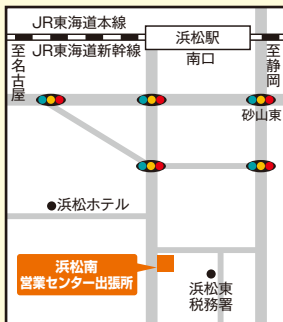 JR東海道本線
JR東海道新幹線
浜松駅
南口
至名古屋
至静岡
砂山東
浜松ホテル
浜松南
営業センター出張所
浜松東
税務署